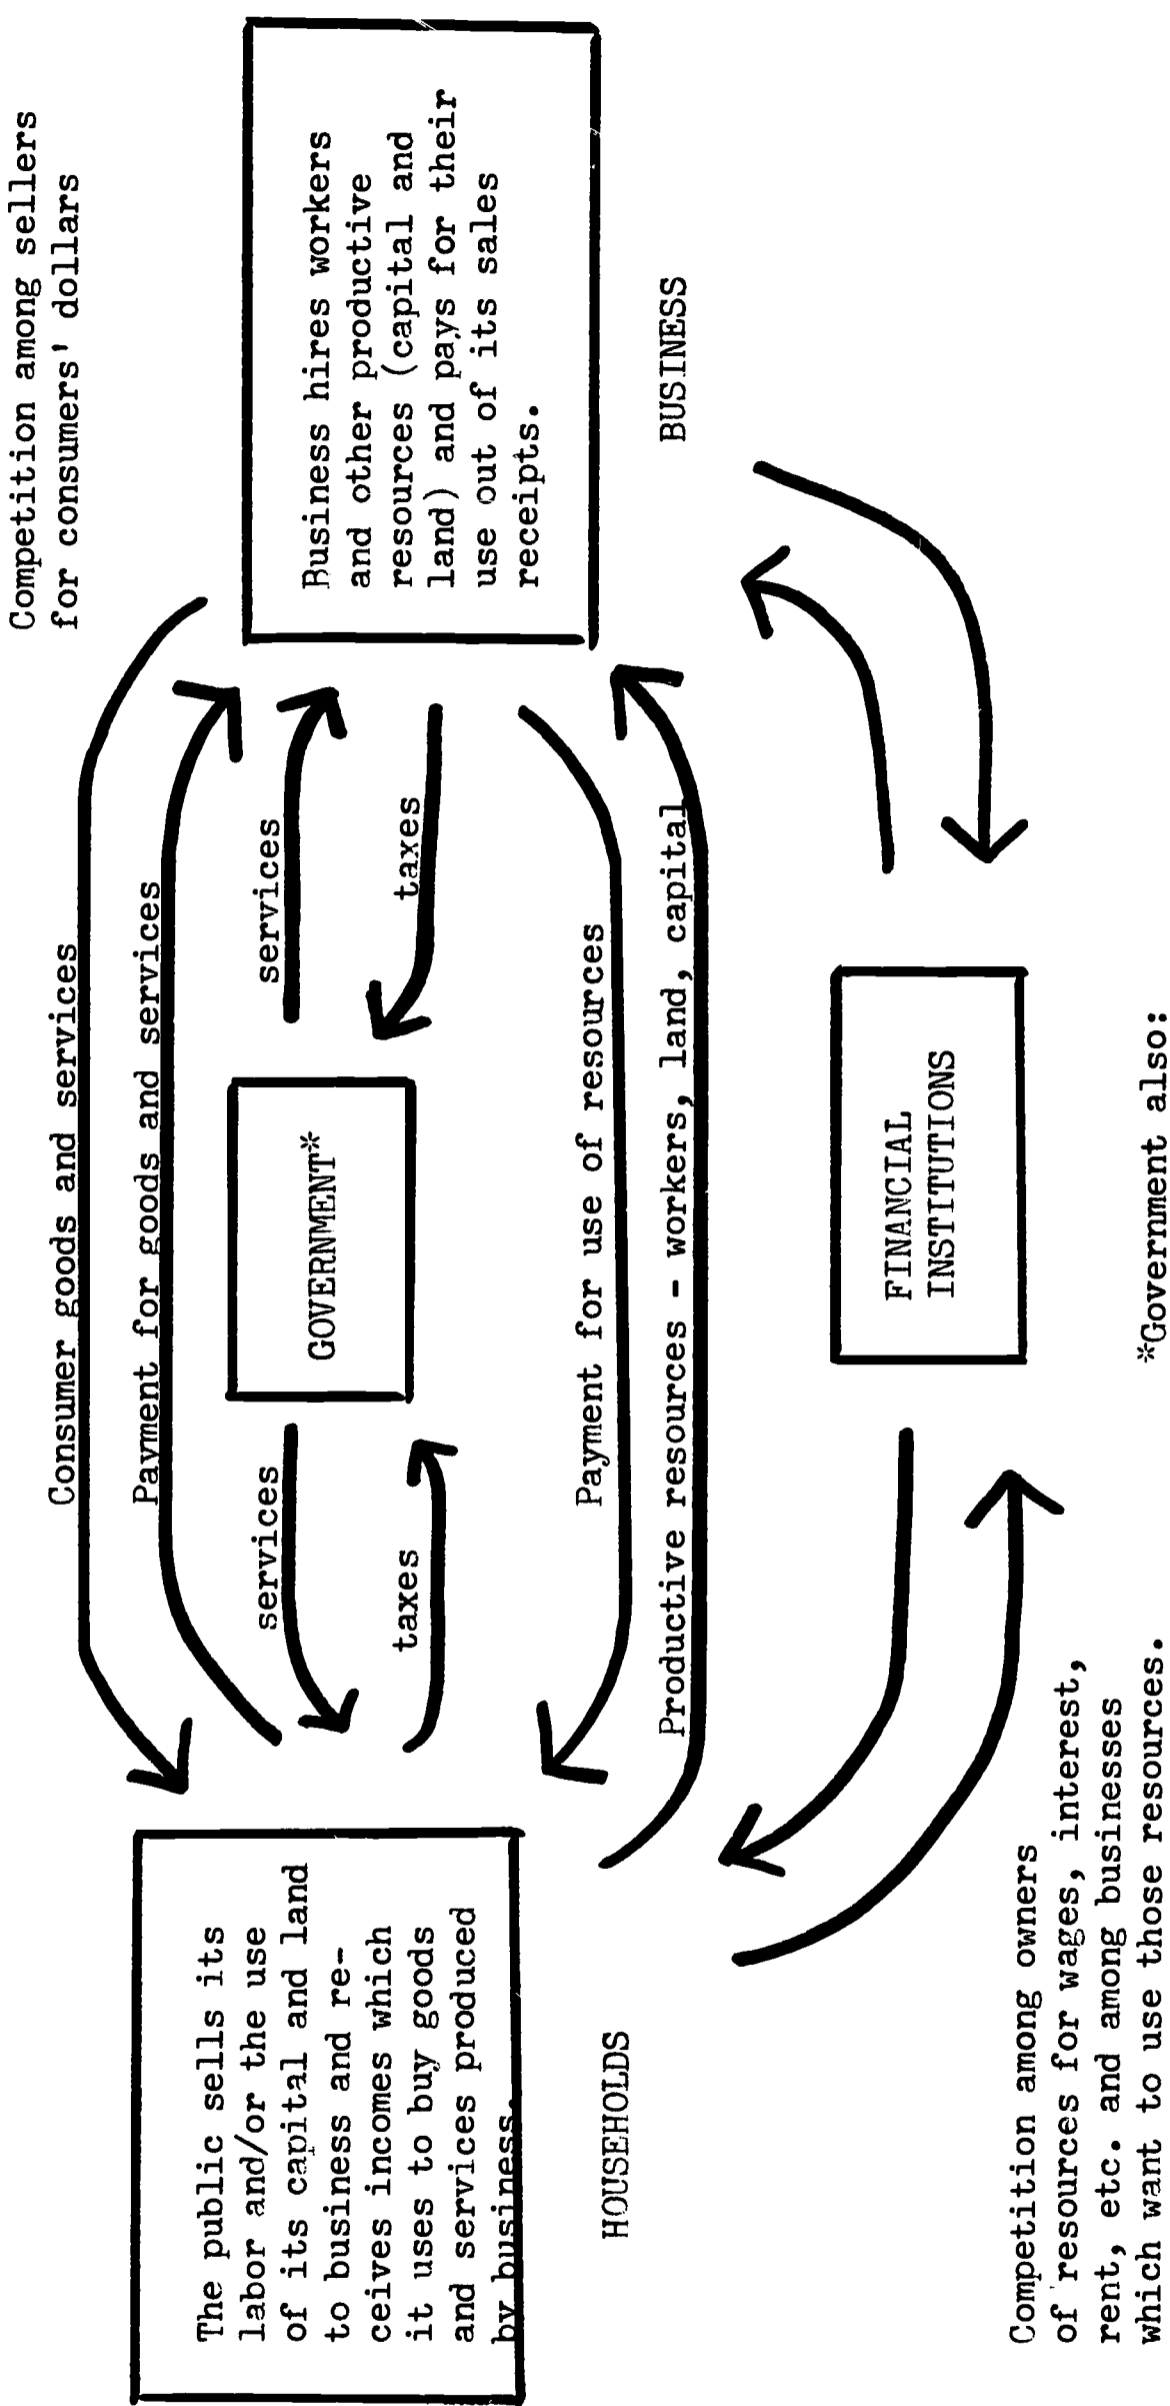 Competition among sellers
for consumers' dollars
Consumer goods and services
Payment for goods and services
The public sells its
labor and/or the use
of its capital and land
to business and re-
ceives incomes which
it uses to buy goods
and services produced
by business.
HOUSEHOLDS
services
taxes
GOVERNMENT*
services
taxes
Business hires workers
and other productive
resources (capital and
land) and pays for their
use out of its sales
receipts.
BUSINESS
Payment for use of resources
Productive resources - workers, land, capital
FINANCIAL
INSTITUTIONS
Competition among owners
of resources for wages, interest,
rent, etc. and among businesses
which want to use those resources.
*Government also: